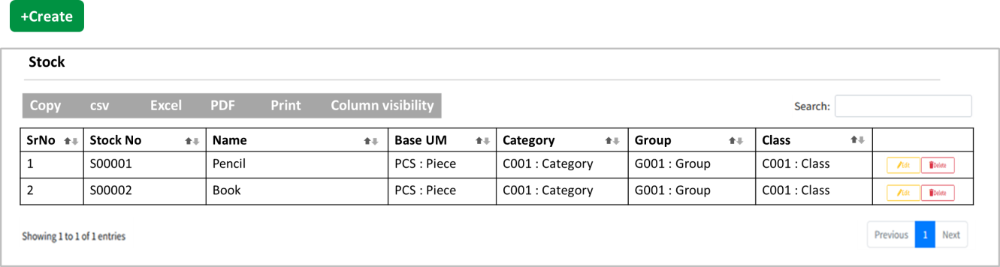 +Create
Stock
Copy csv Excel PDF Print Column visibility Search:
SrNo Stock No Name Base UM Category Group Class
1 S00001 Pencil PCS : Piece C001 : Category G001 : Group C001 : Class Edit Delete
2 S00002 Book PCS : Piece C001 : Category G001 : Group C001 : Class Edit Delete
Showing 1 to 1 of 1 entries Previous 1 Next